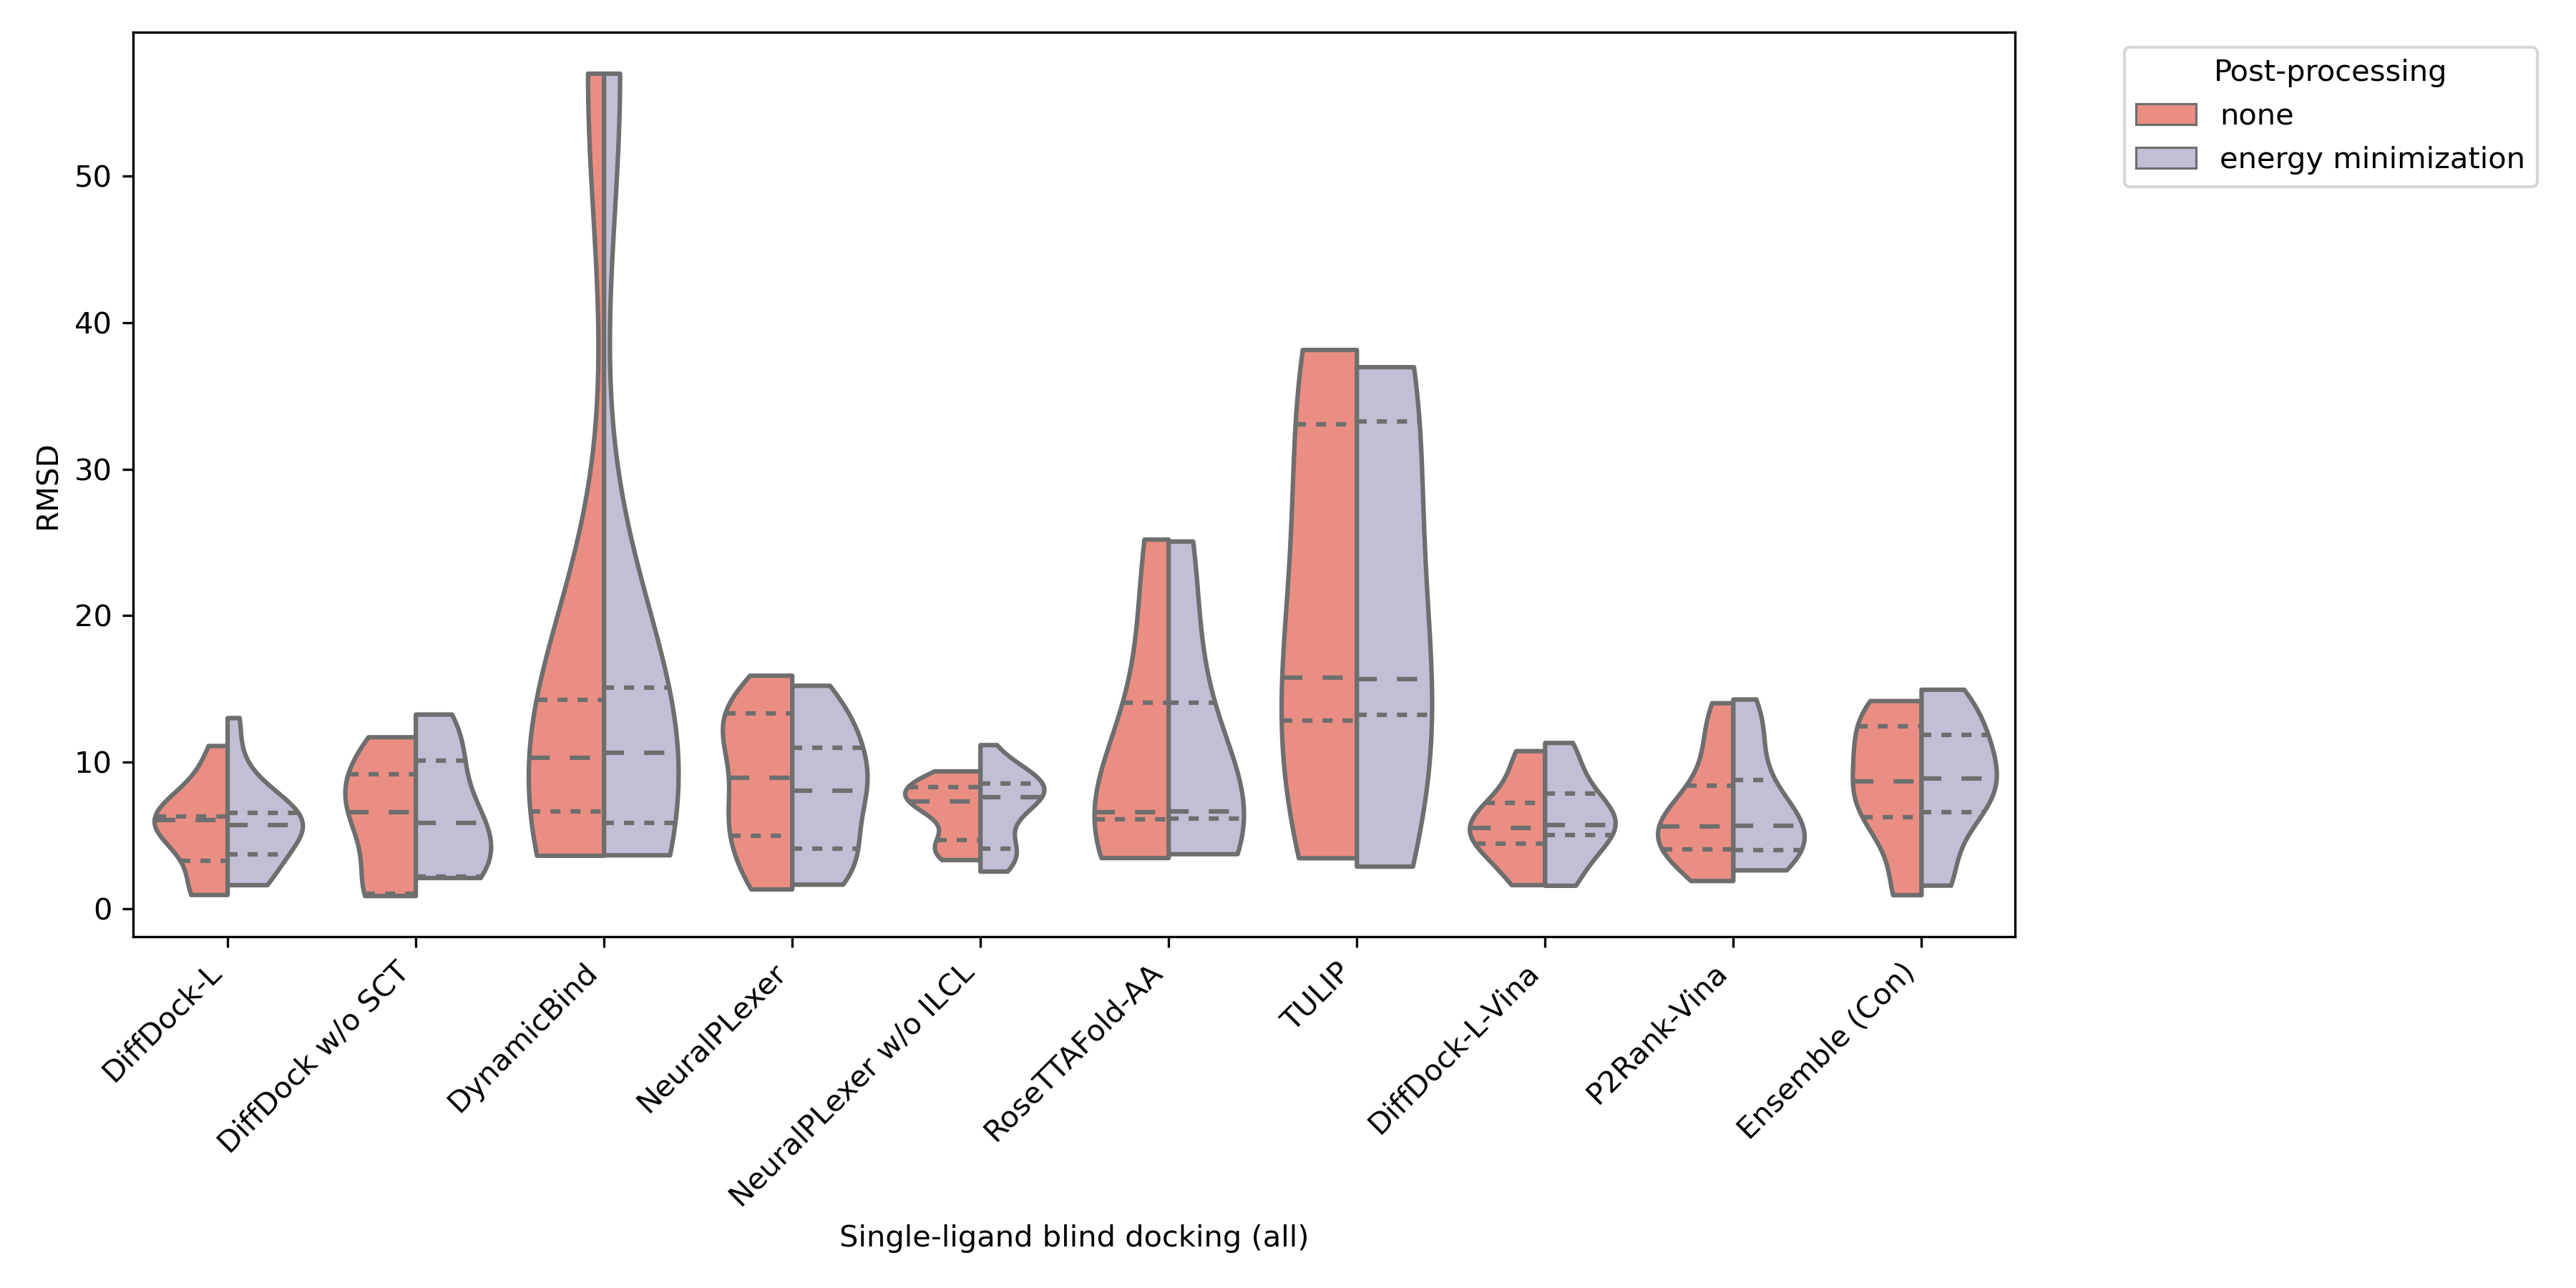 Post-processing
none
energy minimization
RMSD
50
40
30
20
10
0
DiffDock-L
DiffDock w/o SCT
DynamicBind
NeuralPLexer
NeuralPLexer w/o ILCL
RoseTTAFold-AA
TULIP
DiffDock-L-Vina
P2Rank-Vina
Ensemble (Con)
Single-ligand blind docking (all)